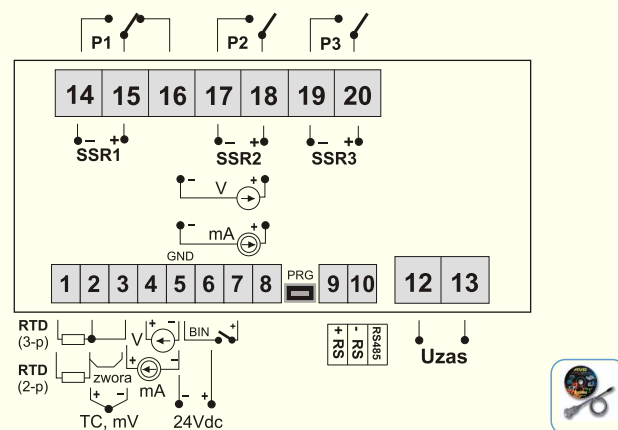 P1 P2 P3
14 15 16 17 18 19 20
- + - + - +
SSR1 SSR2 SSR3
- V +
- mA +
GND
1 2 3 4 5 6 7 8 PRG 9 10 12 13
RTD
(3-p)
+ - BIN +
V
RTD
(2-p)
zwora
+ -
mA
+ -
TC, mV
- +
24Vdc
+ RS
- RS
RS485
Uzas